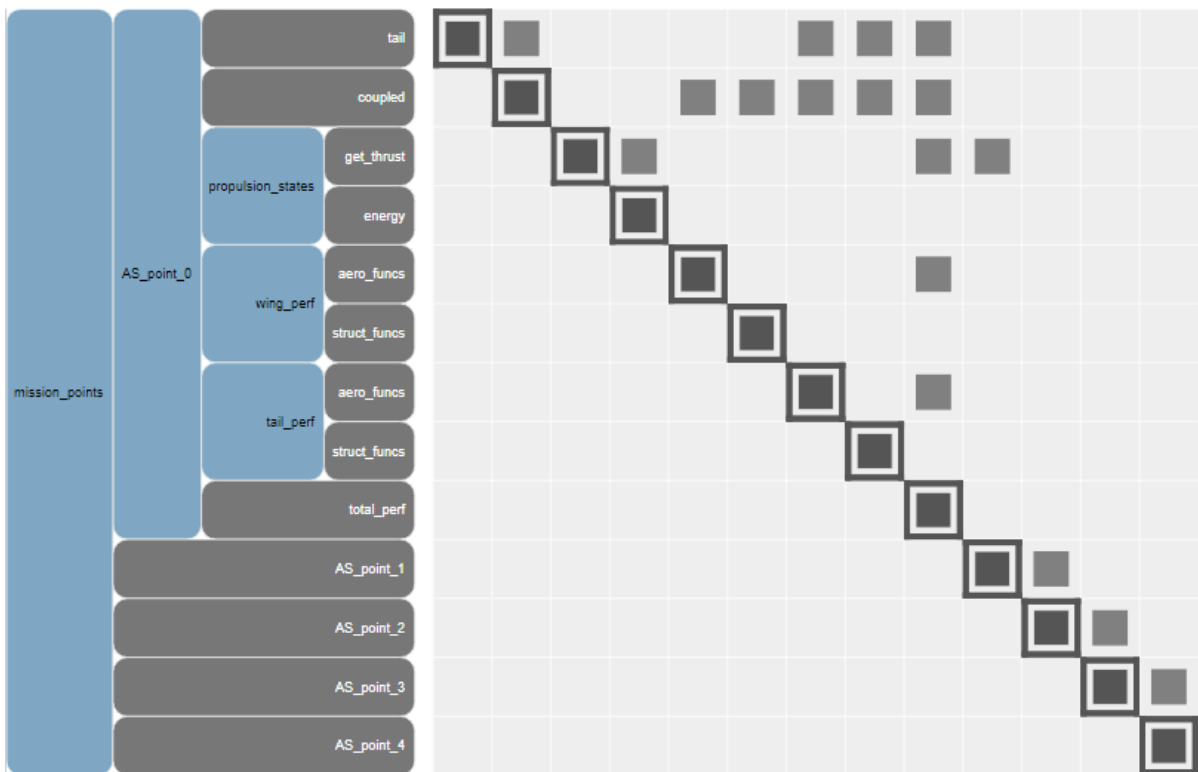 tail
coupled
get_thrust
propulsion_states
energy
aero_funcs
AS_point_0
wing_perf
struct_funcs
mission_points
aero_funcs
tail_perf
struct_funcs
total_perf
AS_point_1
AS_point_2
AS_point_3
AS_point_4